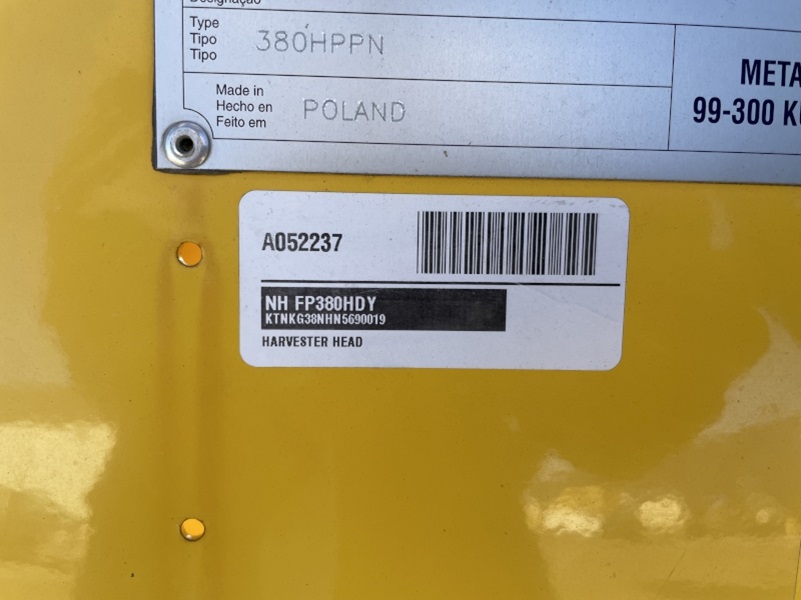 Designação
Type
Tipo
Tipo
380HPPN
Made in
Hecho en
Feito em
POLAND
META
99-300 K
A052237
NH FP380HDY
KTNKG38NHN5690019
HARVESTER HEAD